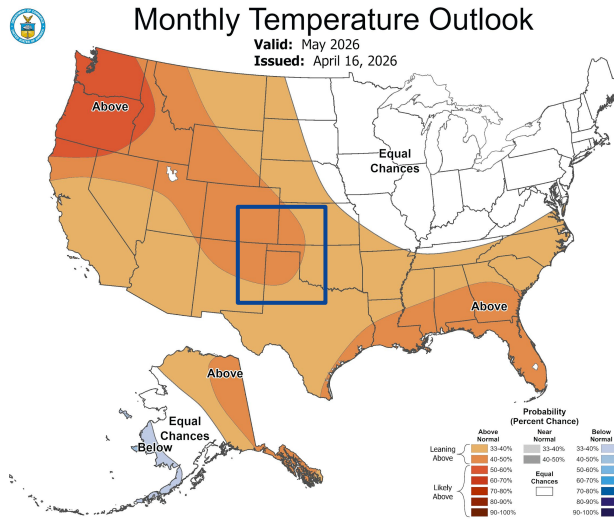 Monthly Temperature Outlook
Valid: May 2026
Issued: April 16, 2026
Above
Equal
Chances
Above
Above
Equal
Chances
Below
Probability
(Percent Chance)
Above
Normal
Near
Normal
Below
Normal
Leaning
Above
33-40%
40-50%
Likely
Above
50-60%
60-70%
70-80%
80-90%
90-100%
33-40%
40-50%
Equal
Chances
33-40%
40-50%
50-60%
60-70%
70-80%
80-90%
90-100%